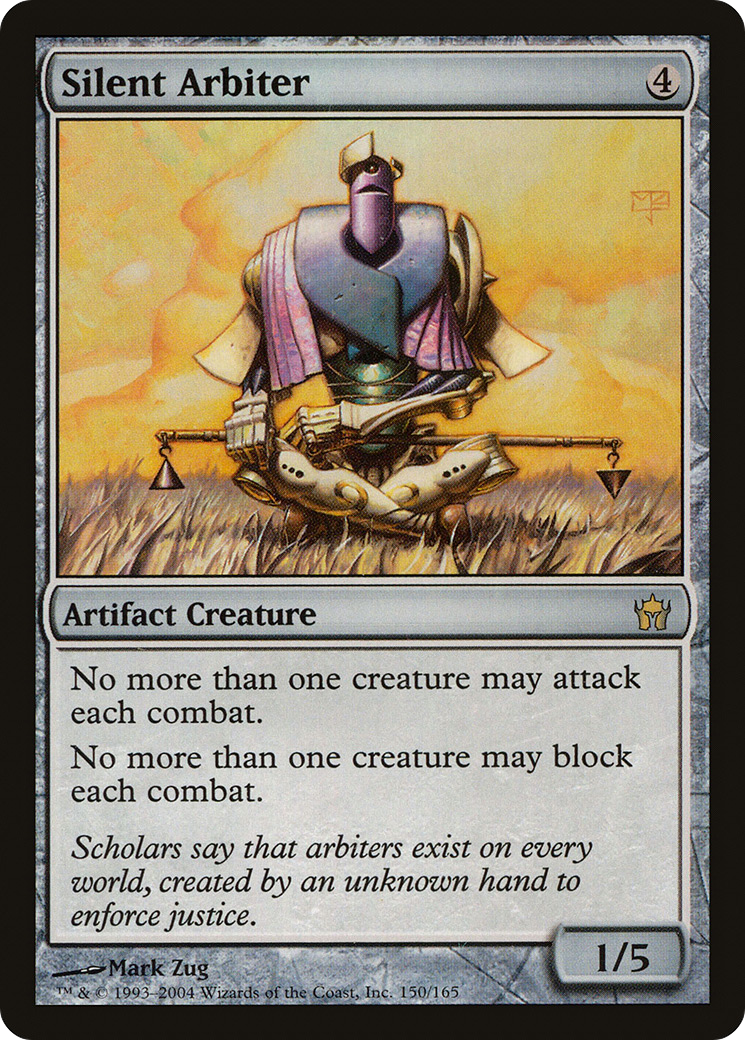 Silent Arbiter
4
Artifact Creature
No more than one creature may attack
each combat.
No more than one creature may block
each combat.
Scholars say that arbiters exist on every
world, created by an unknown hand to
enforce justice.
1/5
Mark Zug
™ & © 1993–2004 Wizards of the Coast, Inc. 150/165